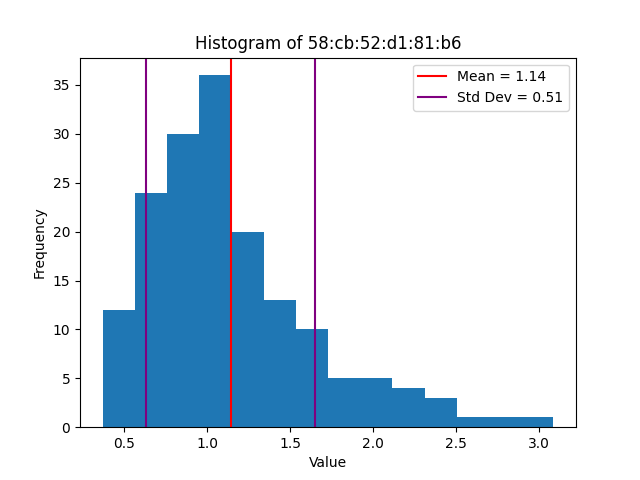 Histogram of 58:cb:52:d1:81:b6
Mean = 1.14
Std Dev = 0.51
35
30
25
20
15
10
5
0
Frequency
0.5 1.0 1.5 2.0 2.5 3.0
Value